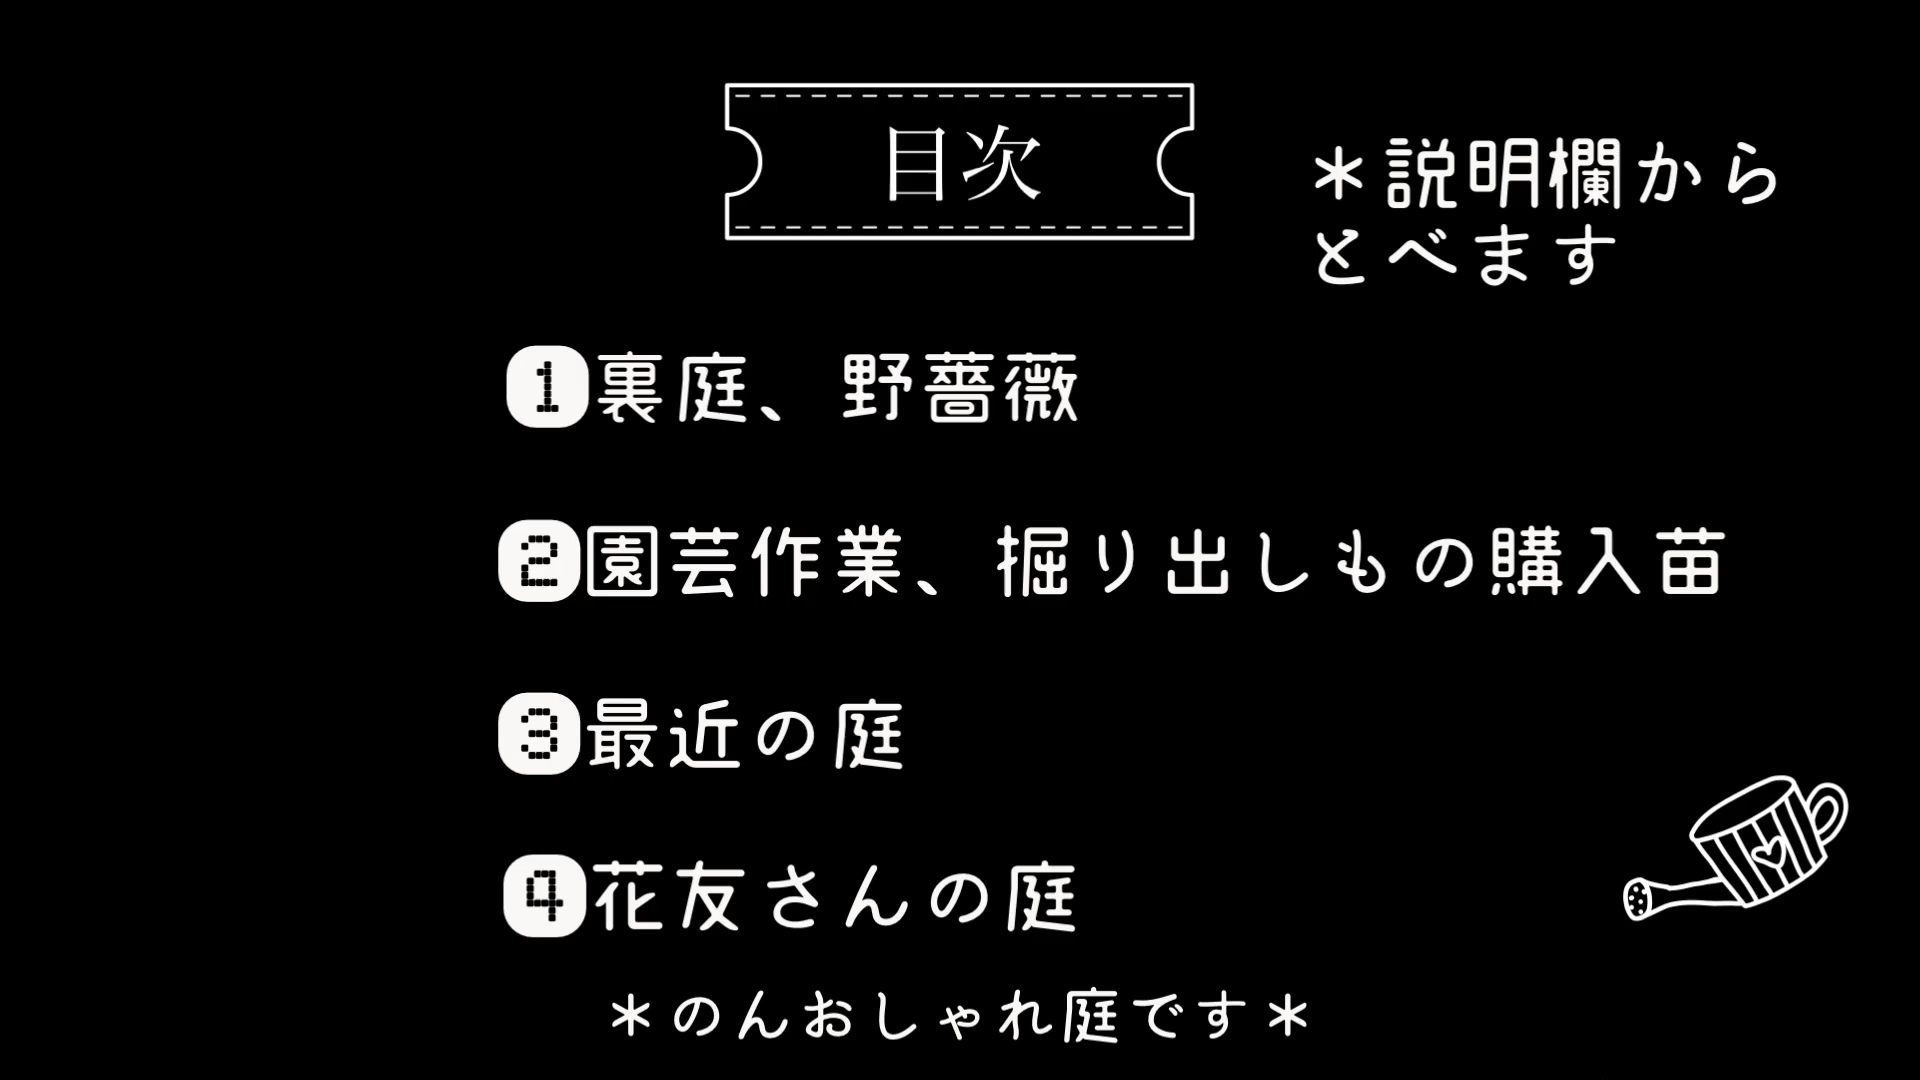 目次
＊説明欄から
とべます
1裏庭、野薔薇
2園芸作業、掘り出しもの購入苗
3最近の庭
4花友さんの庭
＊のんおしゃれ庭です＊